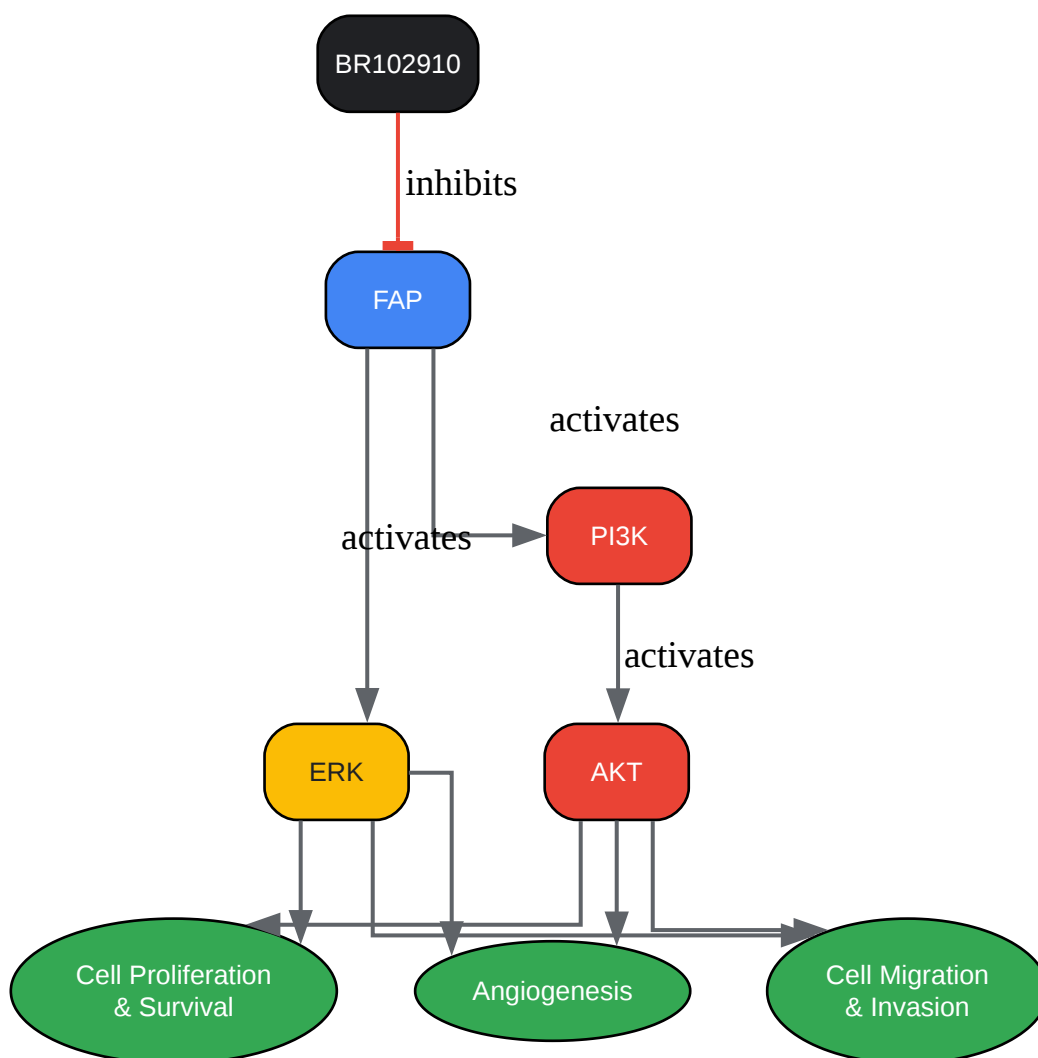 BR102910
inhibits
FAP
activates
activates
PI3K
activates
ERK
AKT
Cell Proliferation
& Survival
Angiogenesis
Cell Migration
& Invasion